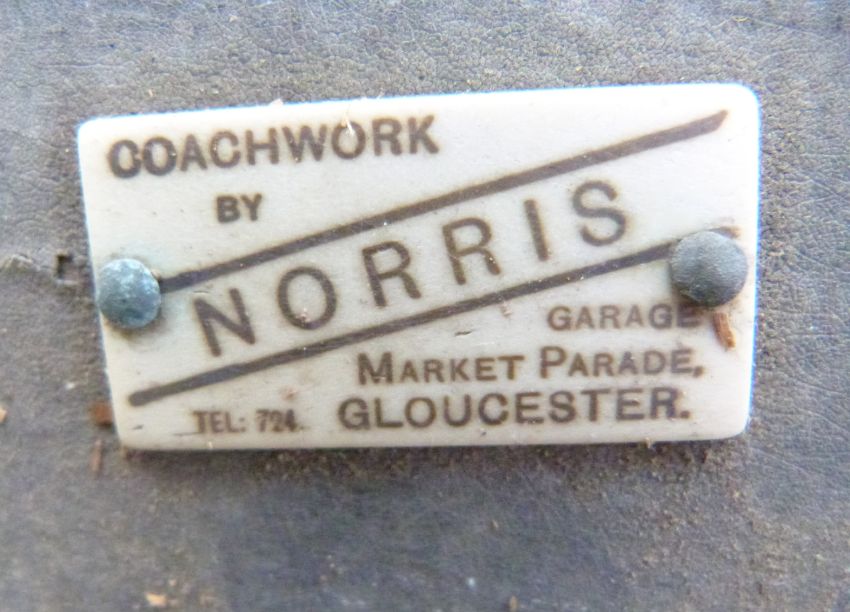 COACHWORK
BY
NORRIS
GARAGE
MARKET PARADE,
TEL: 724. GLOUCESTER.